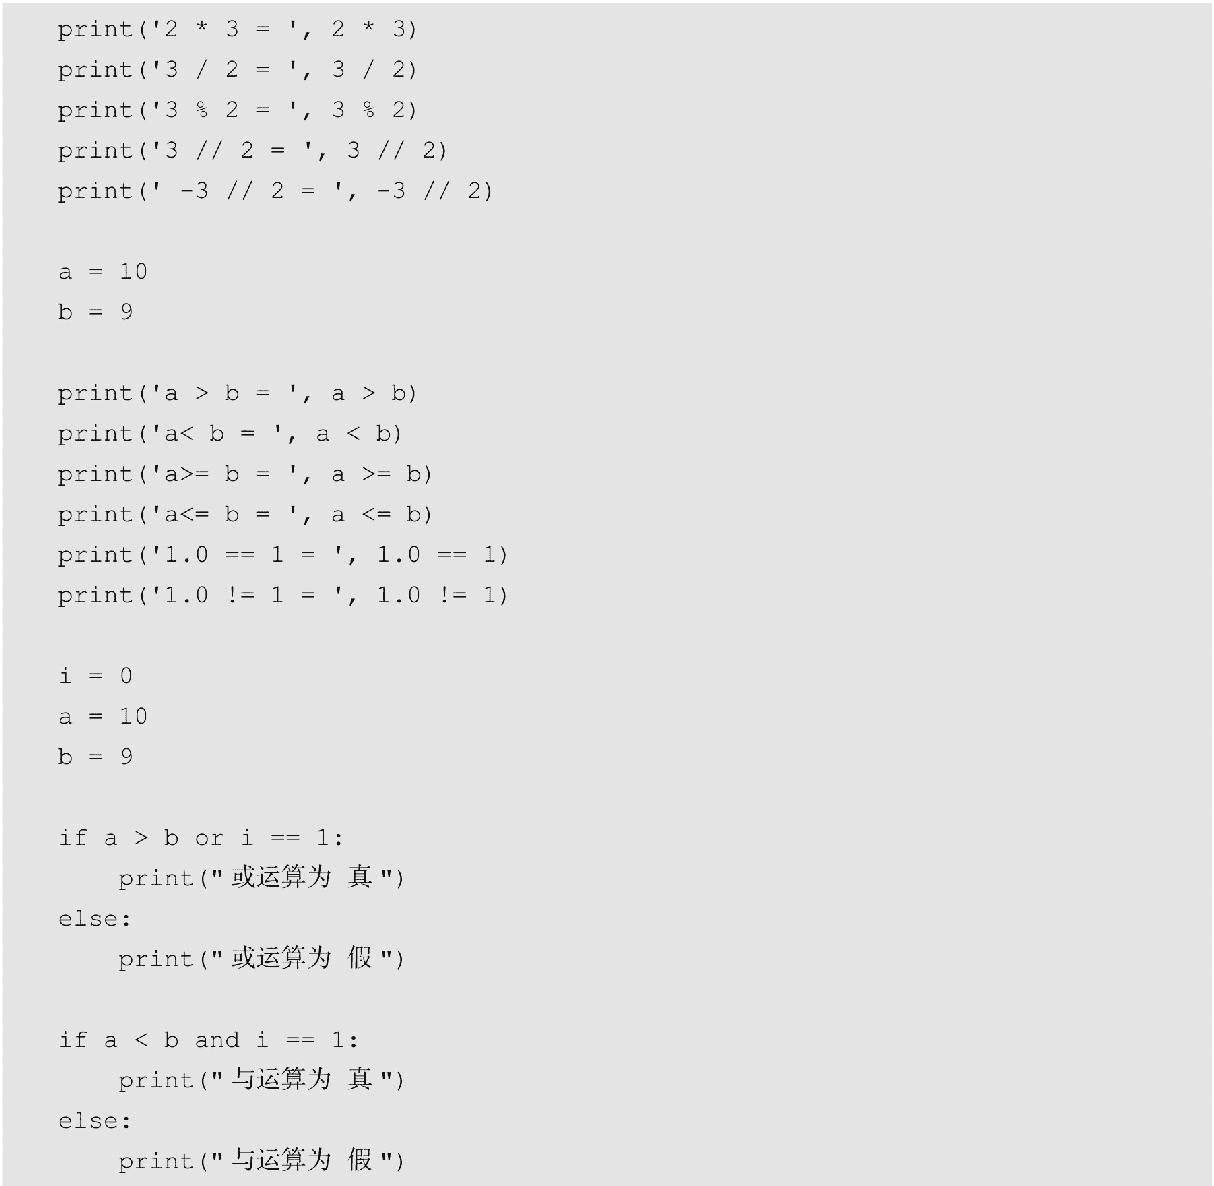 print('2 * 3 = ', 2 * 3)
print('3 / 2 = ', 3 / 2)
print('3 % 2 = ', 3 % 2)
print('3 // 2 = ', 3 // 2)
print(' -3 // 2 = ', -3 // 2)
a = 10
b = 9
print('a > b = ', a > b)
print('a< b = ', a < b)
print('a>= b = ', a >= b)
print('a<= b = ', a <= b)
print('1.0 == 1 = ', 1.0 == 1)
print('1.0 != 1 = ', 1.0 != 1)
i = 0
a = 10
b = 9
if a > b or i == 1:
    print(" 或运算为 真 ")
else:
    print(" 或运算为 假 ")
if a < b and i == 1:
    print(" 与运算为 真 ")
else:
    print(" 与运算为 假 ")